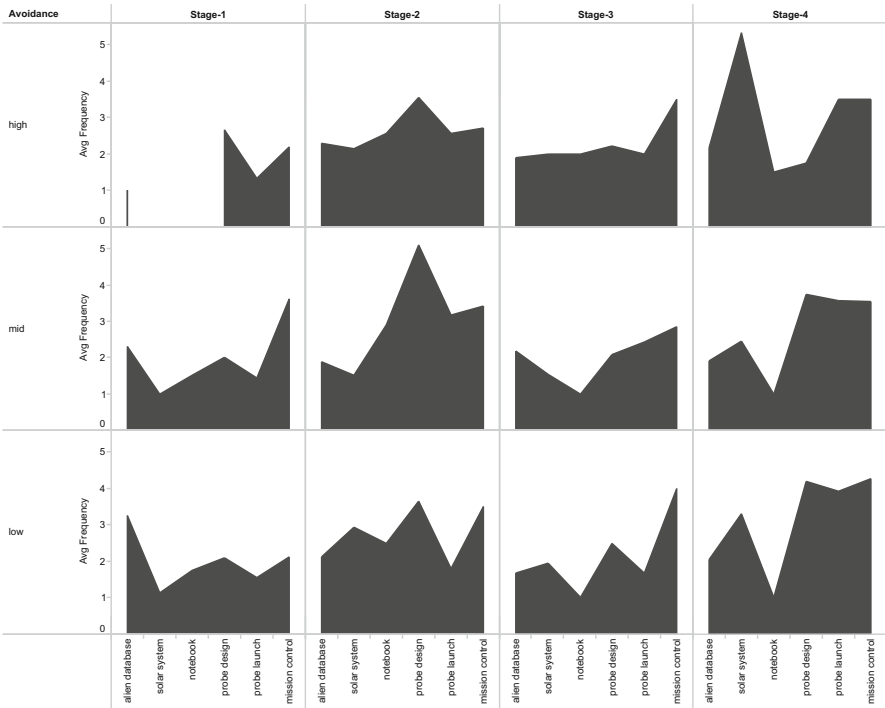 Avoidance Stage-1 Stage-2 Stage-3 Stage-4
high Avg Frequency 5 4 3 2 1 0
mid Avg Frequency 5 4 3 2 1 0
low Avg Frequency 5 4 3 2 1 0
alien database solar system notebook probe design probe launch mission control alien database solar system notebook probe design probe launch mission control alien database solar system notebook probe design probe launch mission control alien database solar system notebook probe design probe launch mission control